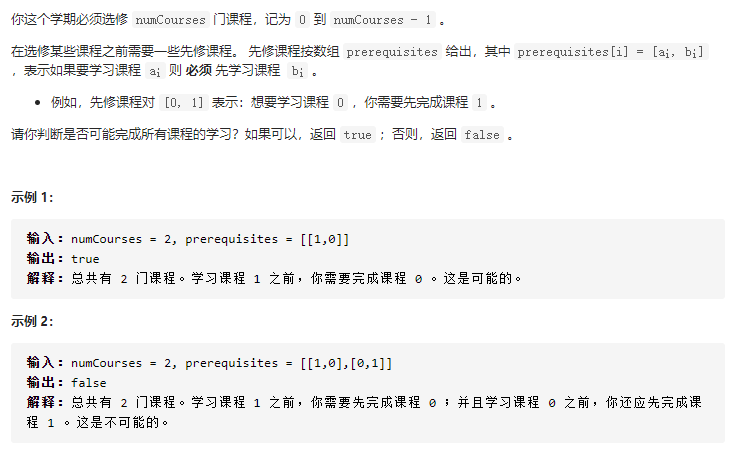 你这个学期必须选修 numCourses 门课程，记为 0 到 numCourses - 1 。
在选修某些课程之前需要一些先修课程。 先修课程按数组 prerequisites 给出，其中 prerequisites[i] = [ai, bi]
，表示如果要学习课程 ai 则 必须 先学习课程 bi 。
• 例如，先修课程对 [0, 1] 表示：想要学习课程 0 ，你需要先完成课程 1 。
请你判断是否可能完成所有课程的学习？如果可以，返回 true ；否则，返回 false 。
示例 1：
输入：numCourses = 2, prerequisites = [[1,0]]
输出：true
解释：总共有 2 门课程。学习课程 1 之前，你需要完成课程 0 。这是可能的。
示例 2：
输入：numCourses = 2, prerequisites = [[1,0],[0,1]]
输出：false
解释：总共有 2 门课程。学习课程 1 之前，你需要先完成课程 0 ；并且学习课程 0 之前，你还应先完成课
程 1 。这是不可能的。